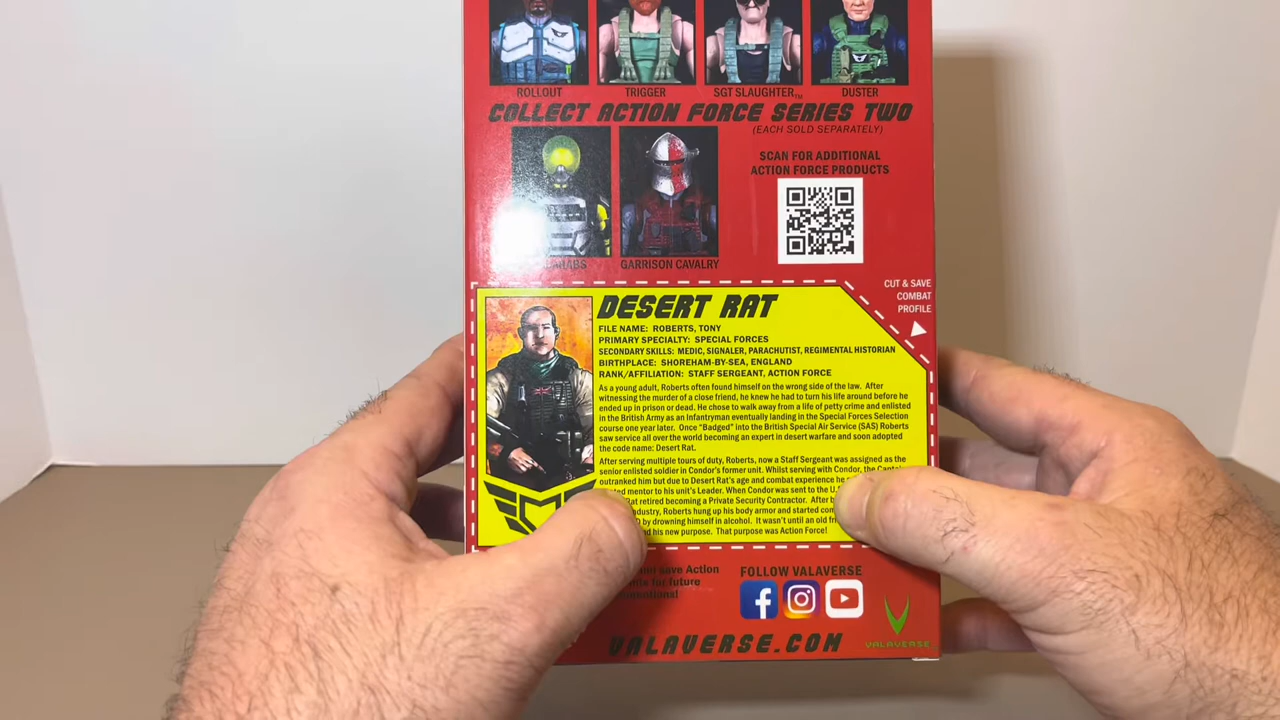 ROLLOUT
TRIGGER
SGT SLAUGHTER™
DUSTER
COLLECT ACTION FORCE SERIES TWO
(EACH SOLD SEPARATELY)
SCAN FOR ADDITIONAL
ACTION FORCE PRODUCTS
GARRISON CAVALRY
CUT & SAVE
COMBAT
PROFILE
DESERT RAT
FILE NAME: ROBERTS, TONY
PRIMARY SPECIALTY: SPECIAL FORCES
SECONDARY SKILLS: MEDIC, SIGNALER, PARACHUTIST, REGIMENTAL HISTORIAN
BIRTHPLACE: SHOREHAM-BY-SEA, ENGLAND
RANK/AFFILIATION: STAFF SERGEANT, ACTION FORCE
As a young adult, Roberts often found himself on the wrong side of the law. After
witnessing the murder of a close friend, he knew he had to turn his life around before he
ended up in prison or dead. He chose to walk away from a life of petty crime and enlisted
in the British Army as an Infantryman eventually landing in the Special Forces Selection
course one year later. Once "Badged" into the British Special Air Service (SAS) Roberts
saw service all over the world becoming an expert in desert warfare and soon adopted
the code name: Desert Rat.
After serving multiple tours of duty, Roberts, now a Staff Sergeant was assigned as the
senior enlisted soldier in Condor's former unit. Whilst serving with Condor, the
outranked him but due to Desert Rat's age and combat experience he
mentor to his unit's Leader. When Condor was sent to the
Rat retired becoming a Private Security Contractor. After
industry, Roberts hung up his body armor and started
by drowning himself in alcohol. It wasn't until an old
his new purpose. That purpose was Action Force!
save Action
for future
FOLLOW VALAVERSE
VALAVERSE.COM
VALAVERSE